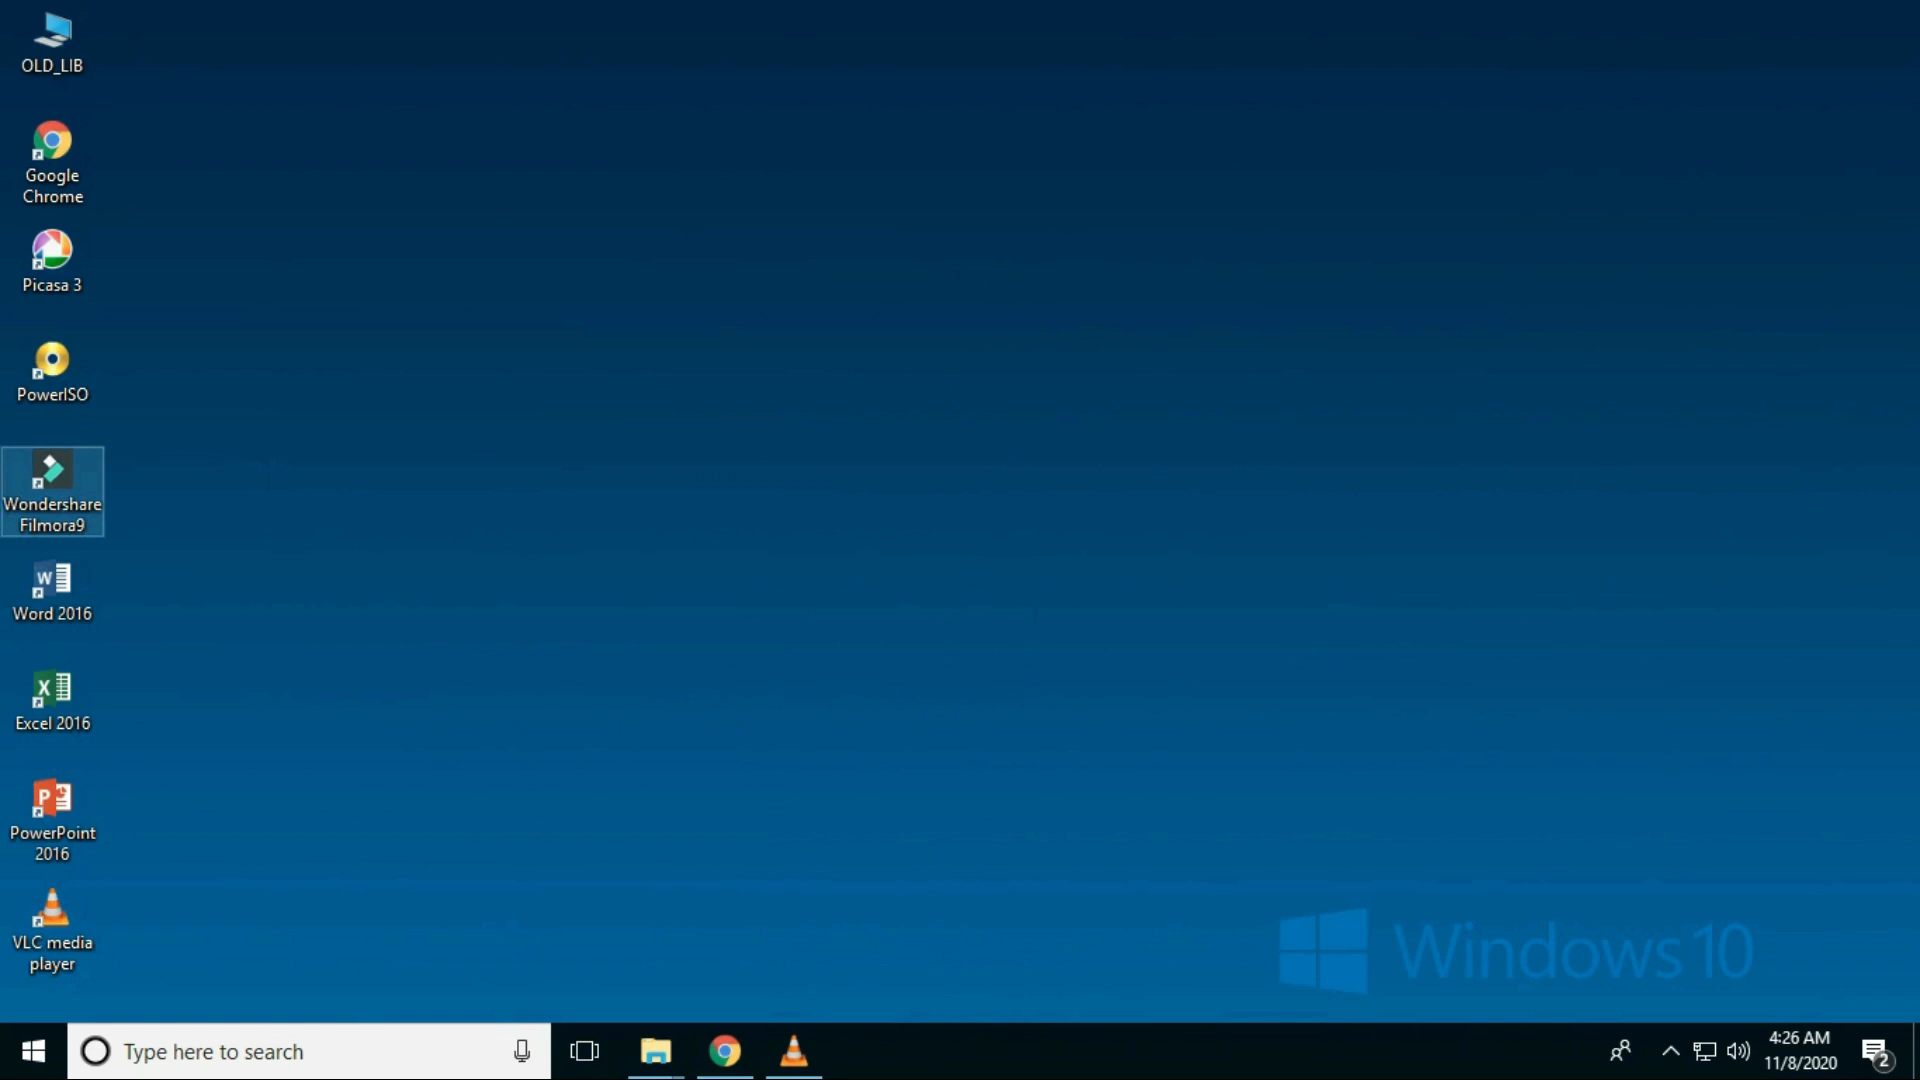 OLD_LIB
Google
Chrome
Picasa 3
PowerISO
Wondershare
Filmora9
W
Word 2016
X
Excel 2016
P
PowerPoint
2016
VLC media
player
Windows 10
Type here to search
4:26 AM
11/8/2020
2